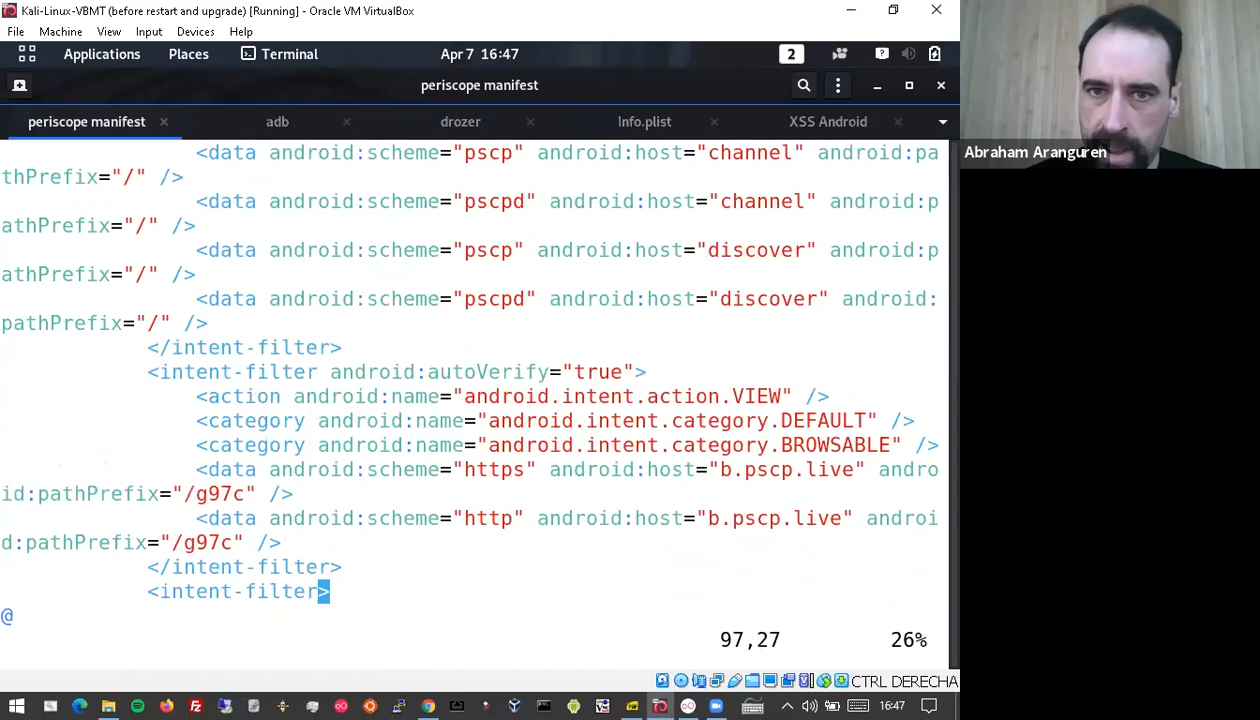 Kali-Linux-VBMT (before restart and upgrade) [Running] - Oracle VM VirtualBox
File Machine View Input Devices Help
Applications Places Terminal Apr 7 16:47 2
periscope manifest
periscope manifest × adb × drozer × Info.plist × XSS Android ×
<data android:scheme="pscp" android:host="channel" android:pa
thPrefix="/" />
<data android:scheme="pscpd" android:host="channel" android:p
athPrefix="/" />
<data android:scheme="pscp" android:host="discover" android:p
athPrefix="/" />
<data android:scheme="pscpd" android:host="discover" android:
pathPrefix="/" />
</intent-filter>
<intent-filter android:autoVerify="true">
<action android:name="android.intent.action.VIEW" />
<category android:name="android.intent.category.DEFAULT" />
<category android:name="android.intent.category.BROWSABLE" />
<data android:scheme="https" android:host="b.pscp.live" andro
id:pathPrefix="/g97c" />
<data android:scheme="http" android:host="b.pscp.live" androi
d:pathPrefix="/g97c" />
</intent-filter>
<intent-filter>
@
97,27 26%
CTRL DERECHA
16:47
Abraham Aranguren